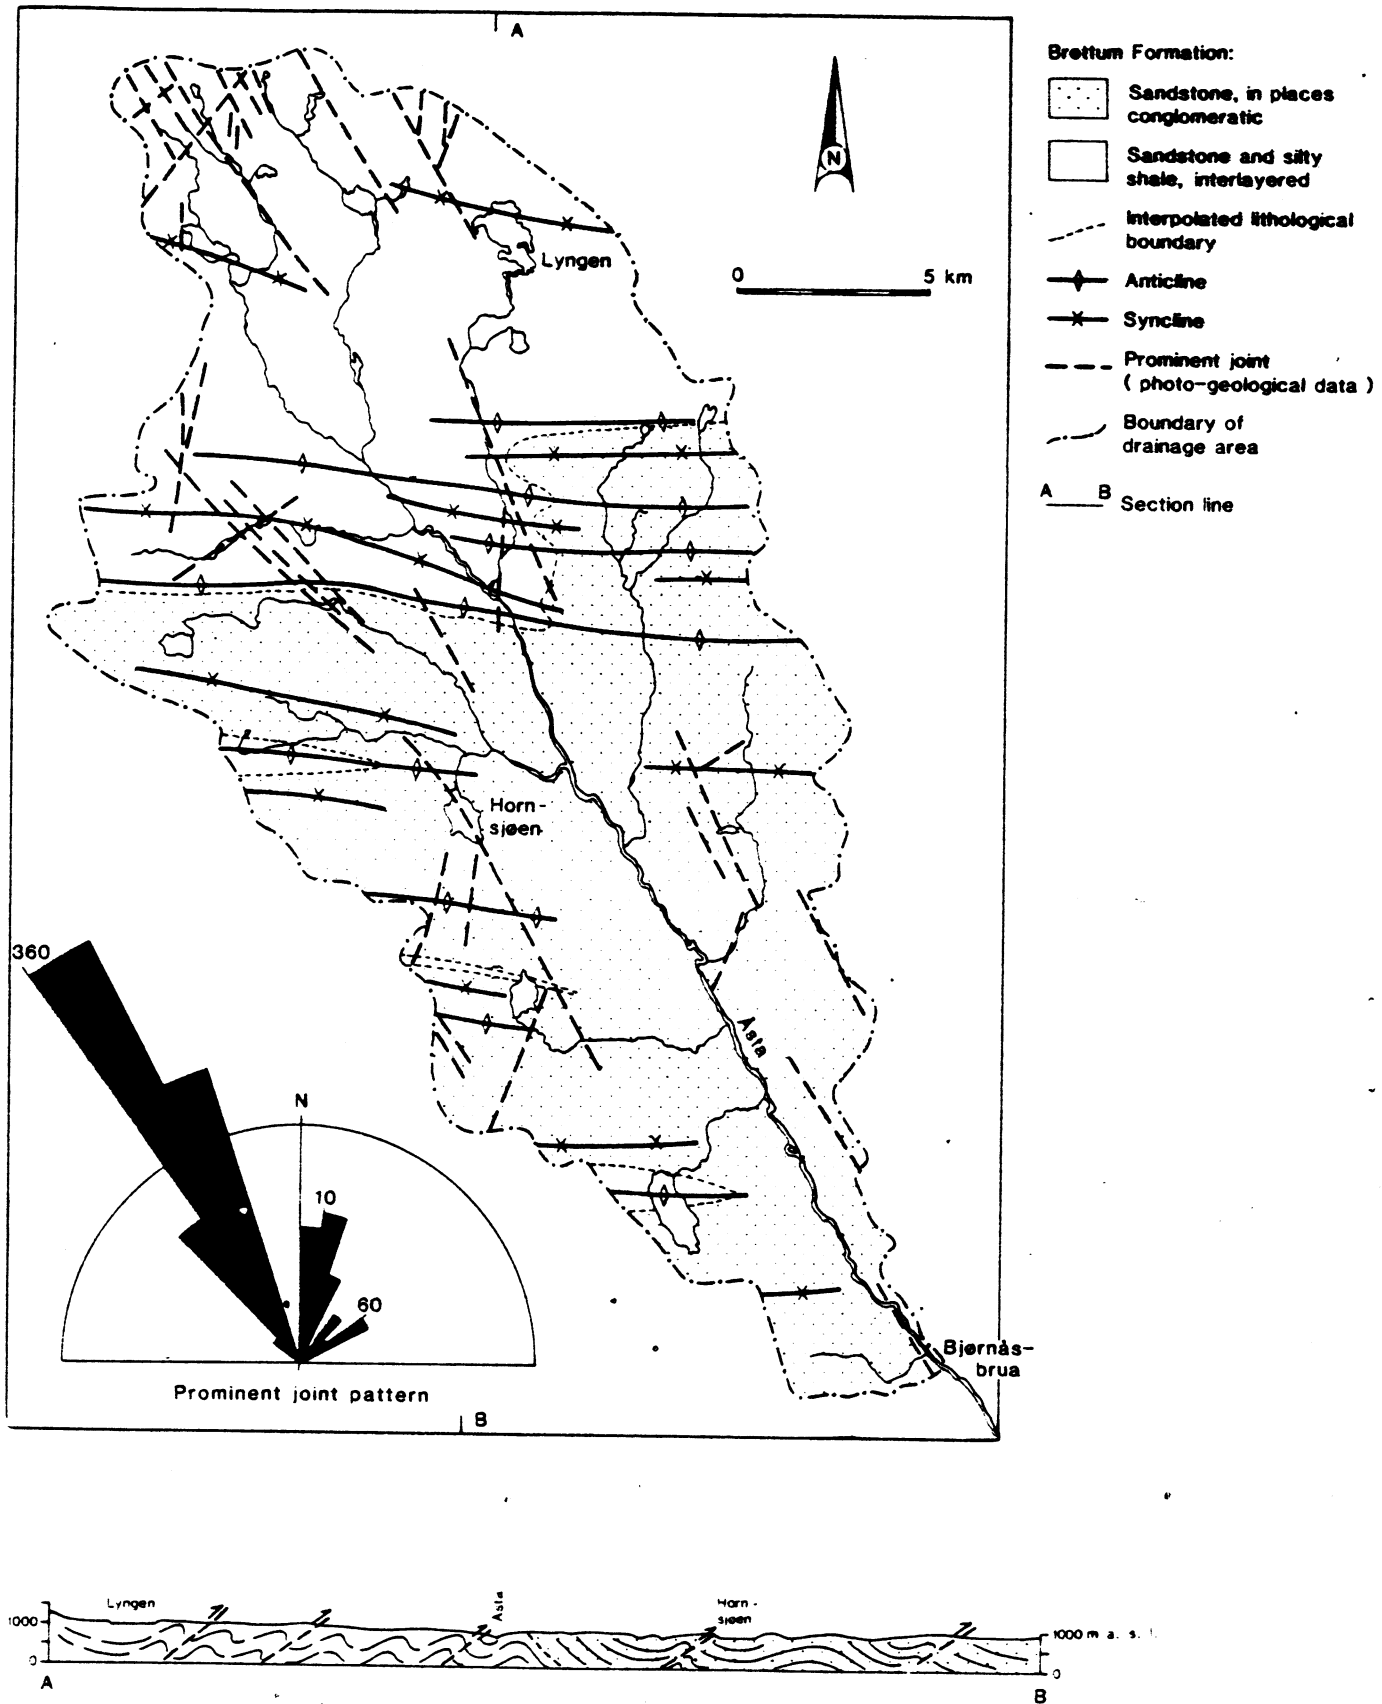 A
N
Lyngen
0 5 km
Horn-
sjøen
Åsta
Bjørnås-
brua
360
N
10
60
Prominent joint pattern
B
Brøttum Formation:
Sandstone, in places
conglomeratic
Sandstone and silty
shale, interlayered
Interpolated lithological
boundary
Anticline
Syncline
Prominent joint
( photo-geological data )
Boundary of
drainage area
A B Section line
Lyngen
Åsta
Horn-
sjøen
1000
0
1000 m a. s. l.
0
A
B